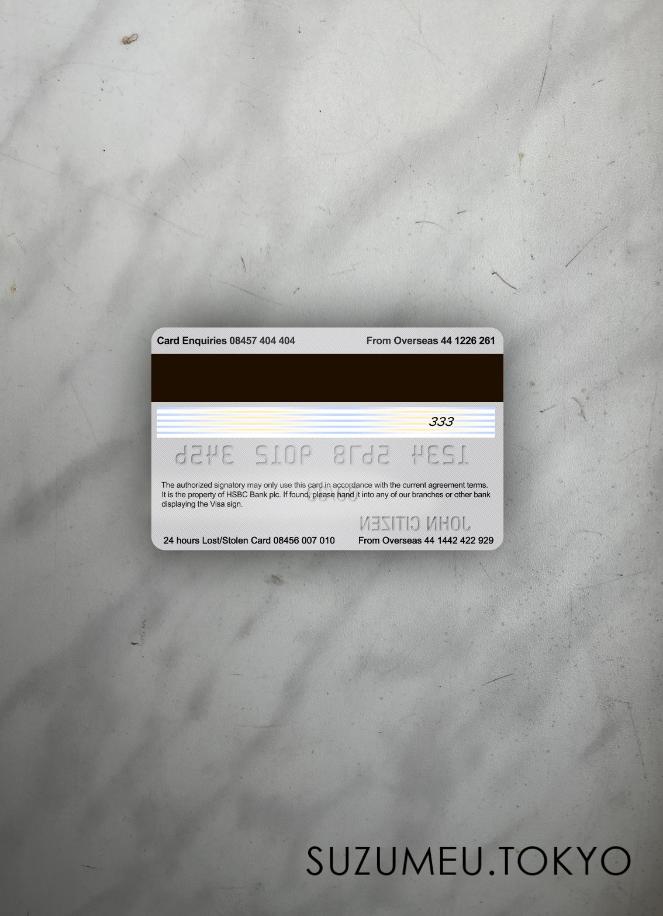 Card Enquiries 08457 404 404 From Overseas 44 1226 261
333
1234 5678 9012 3456
The authorized signatory may only use this card in accordance with the current agreement terms.
It is the property of HSBC Bank plc. If found, please hand it into any of our branches or other bank
displaying the Visa sign.
JOHN CITIZEN
24 hours Lost/Stolen Card 08456 007 010 From Overseas 44 1442 422 929
SUZUMEU.TOKYO